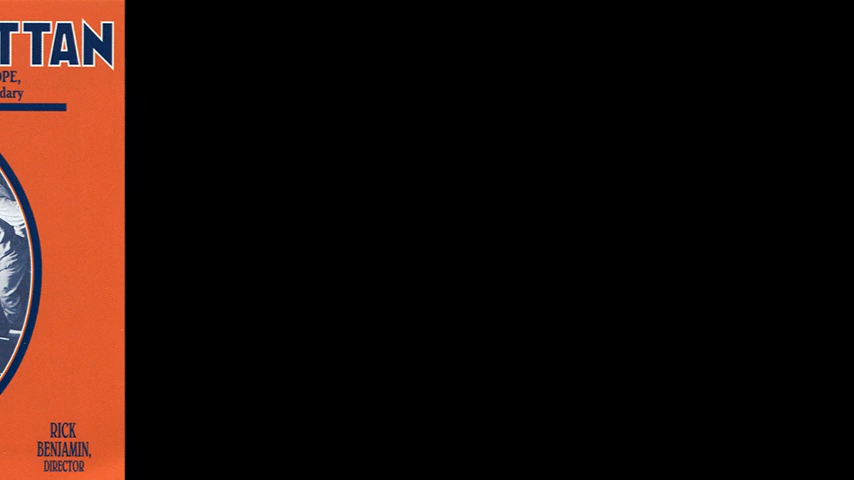 TTAN
OPE,
dary
RICK
BENJAMIN,
DIRECTOR